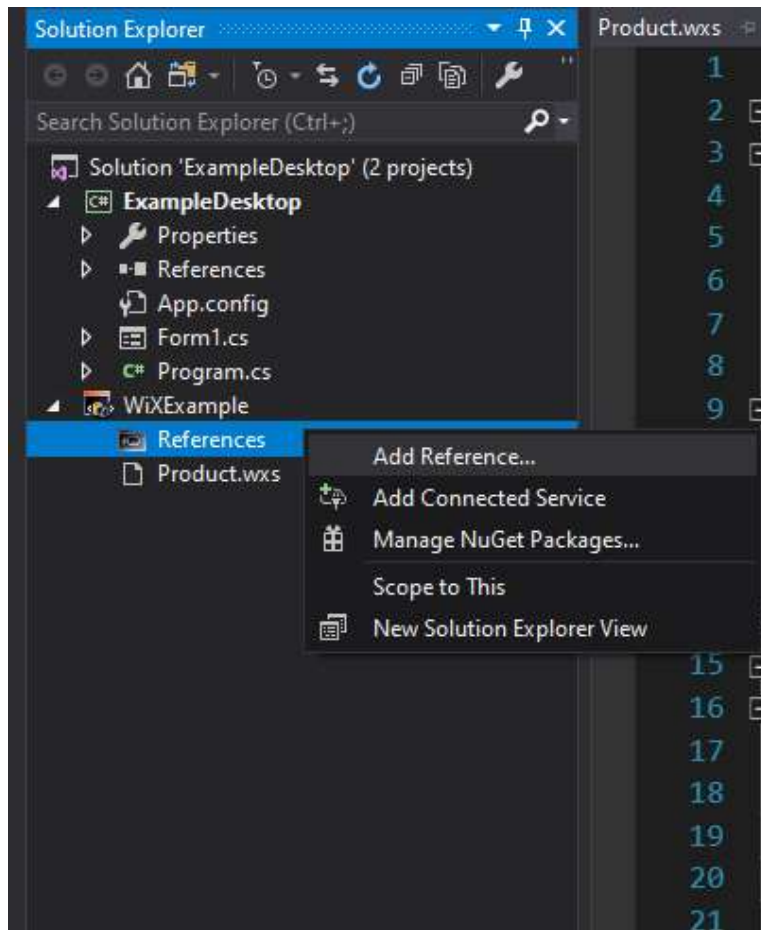 Solution Explorer
Product.wxs
Search Solution Explorer (Ctrl+;)
Solution 'ExampleDesktop' (2 projects)
C# ExampleDesktop
Properties
References
App.config
Form1.cs
C# Program.cs
WiXExample
References
Product.wxs
Add Reference...
Add Connected Service
Manage NuGet Packages...
Scope to This
New Solution Explorer View
1
2
3
4
5
6
7
8
9
15
16
17
18
19
20
21